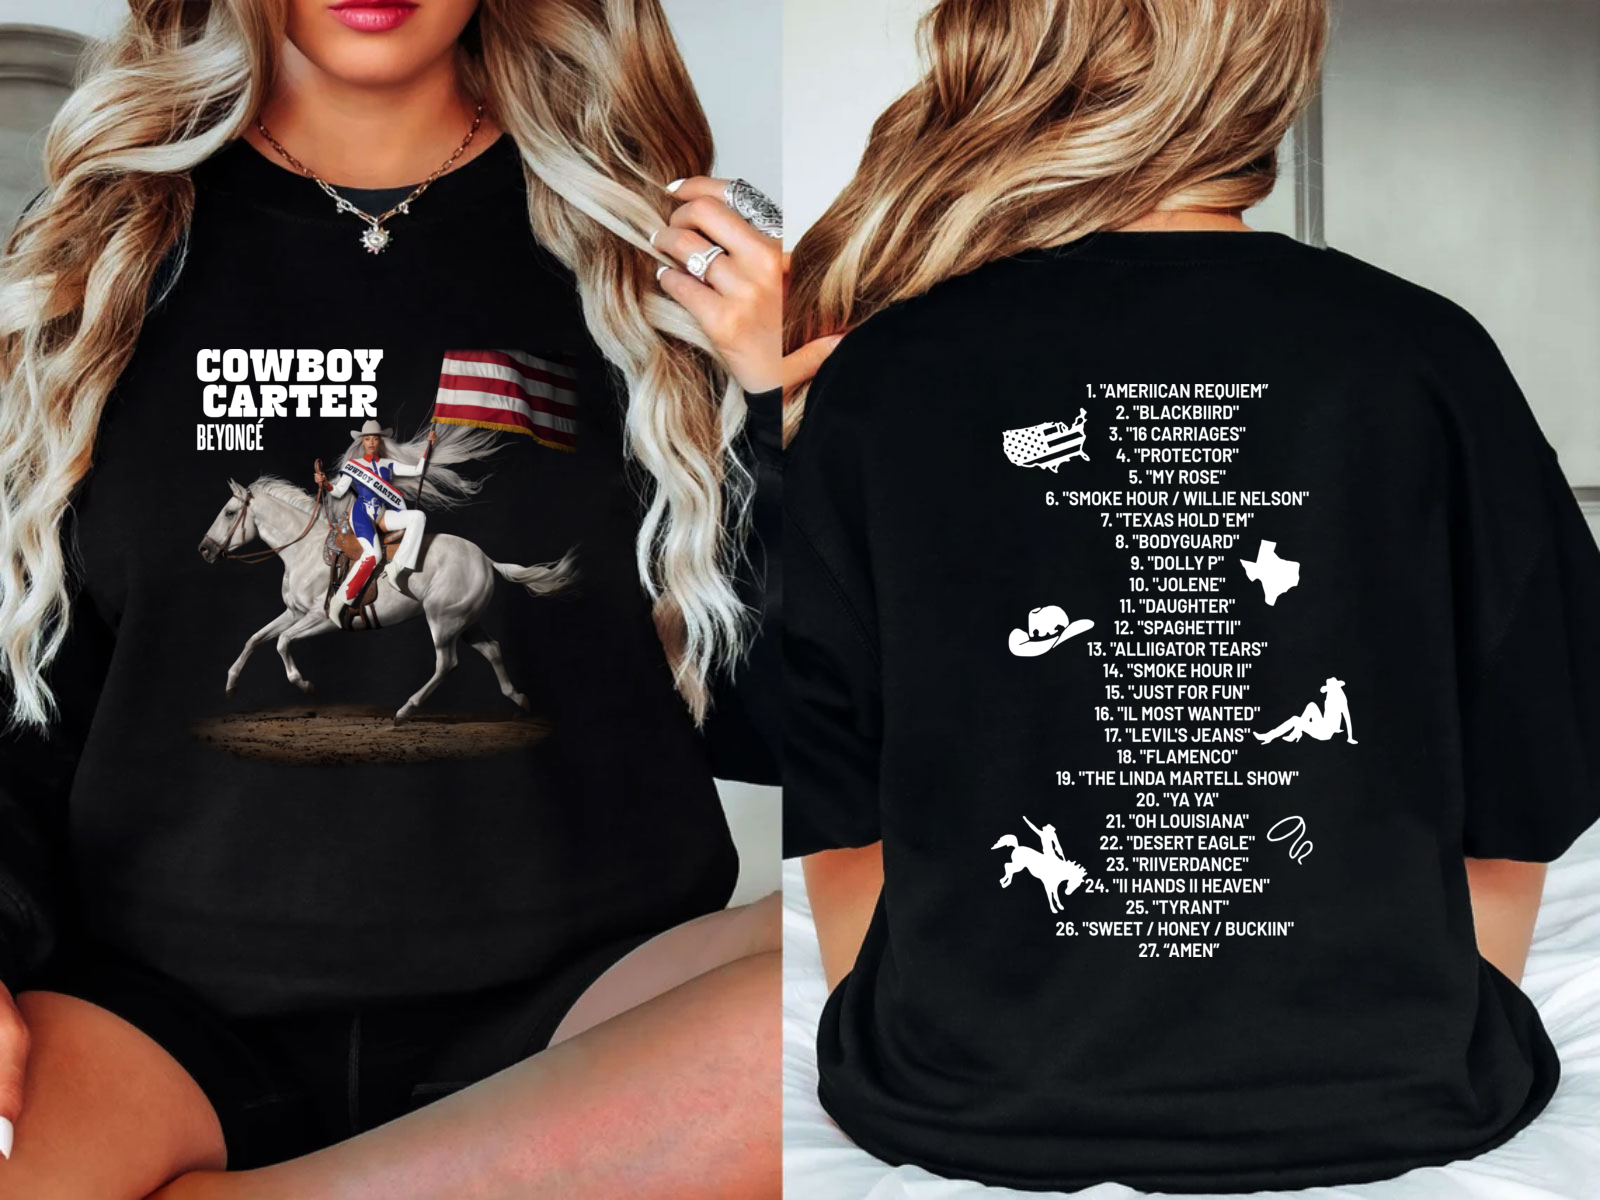 COWBOY
CARTER
BEYONCÉ
COWBOY CARTER
1. "AMERIICAN REQUIEM”
2. "BLACKBIIRD"
3. "16 CARRIAGES"
4. "PROTECTOR"
5. "MY ROSE"
6. "SMOKE HOUR / WILLIE NELSON"
7. "TEXAS HOLD 'EM"
8. "BODYGUARD"
9. "DOLLY P"
10. "JOLENE"
11. "DAUGHTER"
12. "SPAGHETTII"
13. "ALLIIGATOR TEARS"
14. "SMOKE HOUR II"
15. "JUST FOR FUN"
16. "IL MOST WANTED"
17. "LEVIL'S JEANS"
18. "FLAMENCO"
19. "THE LINDA MARTELL SHOW"
20. "YA YA"
21. "OH LOUISIANA"
22. "DESERT EAGLE"
23. "RIIVERDANCE"
24. "II HANDS II HEAVEN"
25. "TYRANT"
26. "SWEET / HONEY / BUCKIIN"
27. “AMEN”